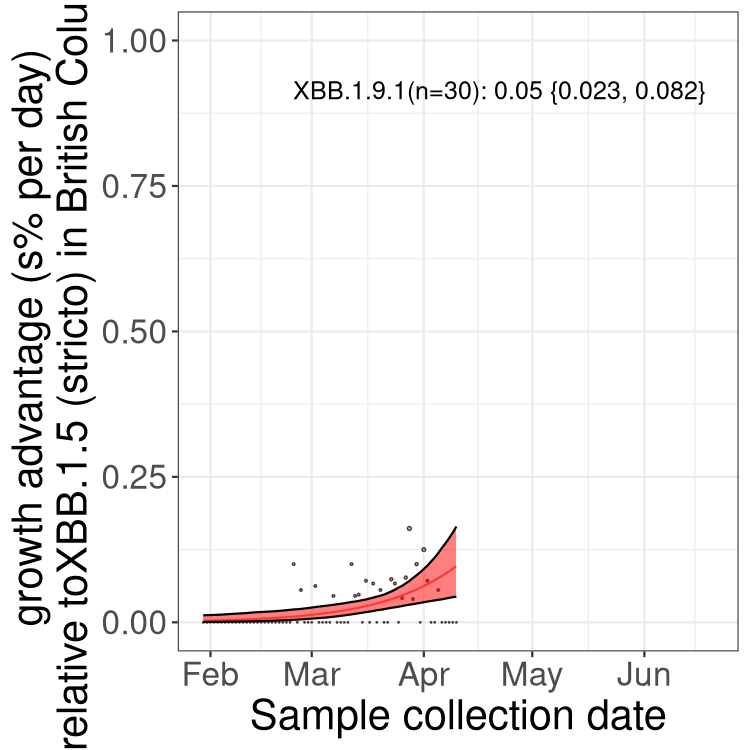 growth advantage (s% per day)
relative toXBB.1.5 (stricto) in British Colu
1.00
0.75
0.50
0.25
0.00
XBB.1.9.1(n=30): 0.05 {0.023, 0.082}
Feb Mar Apr May Jun
Sample collection date